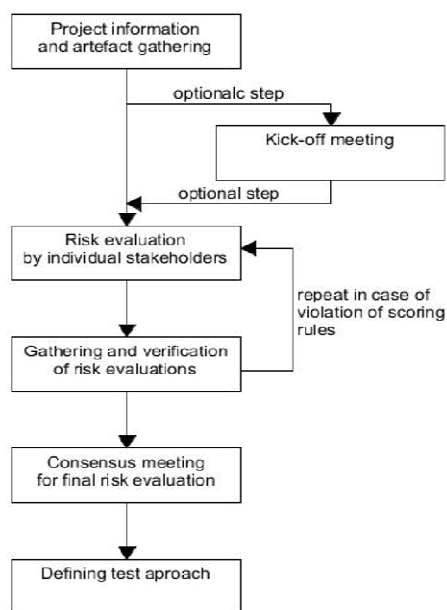 Project information
and artefact gathering
optionalc step
Kick-off meeting
optional step
Risk evaluation
by individual stakeholders
repeat in case of
violation of scoring
rules
Gathering and verification
of risk evaluations
Consensus meeting
for final risk evaluation
Defining test aproach